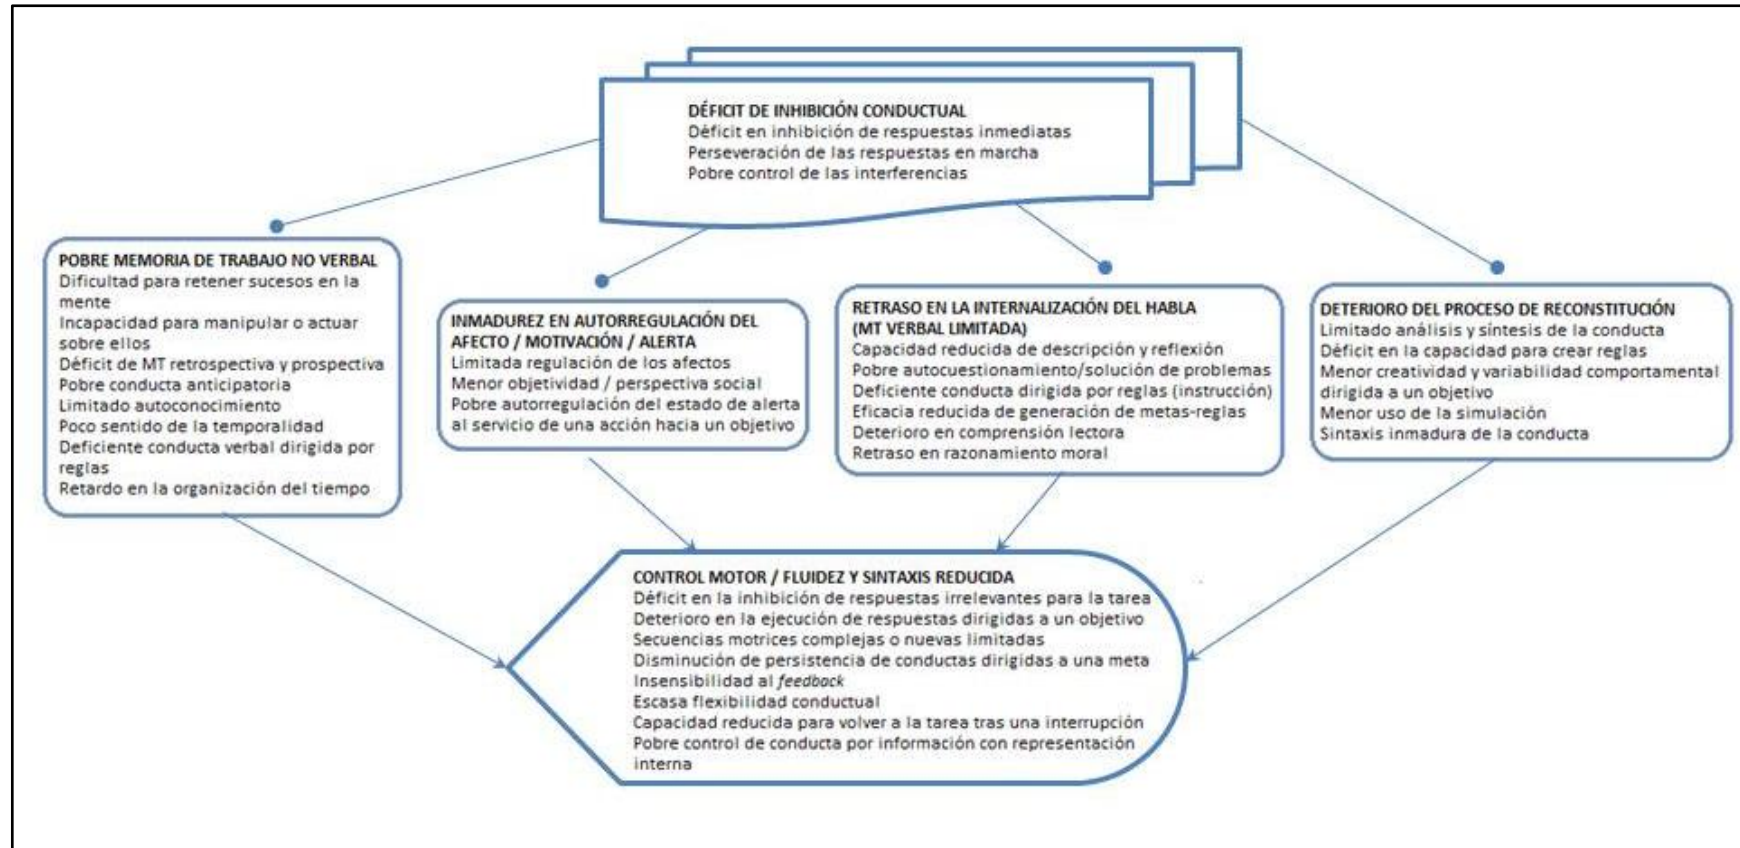 DÉFICIT DE INHIBICIÓN CONDUCTUAL
Déficit en inhibición de respuestas inmediatas
Perseveración de las respuestas en marcha
Pobre control de las interferencias
POBRE MEMORIA DE TRABAJO NO VERBAL
Dificultad para retener sucesos en la
mente
Incapacidad para manipular o actuar
sobre ellos
Déficit de MT retrospectiva y prospectiva
Pobre conducta anticipatoria
Limitado autoconocimiento
Poco sentido de la temporalidad
Deficiente conducta verbal dirigida por
reglas
Retardo en la organización del tiempo
INMADUREZ EN AUTORREGULACIÓN DEL
AFECTO / MOTIVACIÓN / ALERTA
Limitada regulación de los afectos
Menor objetividad / perspectiva social
Pobre autorregulación del estado de alerta
al servicio de una acción hacia un objetivo
RETRASO EN LA INTERNALIZACIÓN DEL HABLA
(MT VERBAL LIMITADA)
Capacidad reducida de descripción y reflexión
Pobre autocuestionamiento/solución de problemas
Deficiente conducta dirigida por reglas (instrucción)
Eficacia reducida de generación de metas-reglas
Deterioro en comprensión lectora
Retraso en razonamiento moral
DETERIORO DEL PROCESO DE RECONSTITUCIÓN
Limitado análisis y síntesis de la conducta
Déficit en la capacidad para crear reglas
Menor creatividad y variabilidad comportamental
dirigida a un objetivo
Menor uso de la simulación
Sintaxis inmadura de la conducta
CONTROL MOTOR / FLUIDEZ Y SINTAXIS REDUCIDA
Déficit en la inhibición de respuestas irrelevantes para la tarea
Deterioro en la ejecución de respuestas dirigidas a un objetivo
Secuencias motrices complejas o nuevas limitadas
Disminución de persistencia de conductas dirigidas a una meta
Insensibilidad al feedback
Escasa flexibilidad conductual
Capacidad reducida para volver a la tarea tras una interrupción
Pobre control de conducta por información con representación
interna